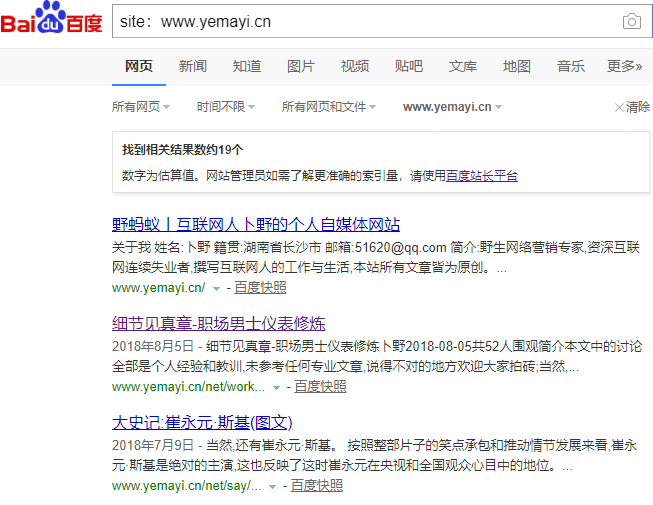 Bai du 百度
site：www.yemayi.cn
网页 新闻 知道 图片 视频 贴吧 文库 地图 音乐 更多»
所有网页 时间不限 所有网页和文件 www.yemayi.cn ×清除
找到相关结果数约19个
数字为估算值。网站管理员如需了解更准确的索引量，请使用百度站长平台
野蚂蚁丨互联网人卜野的个人自媒体网站
关于我 姓名:卜野 籍贯:湖南省长沙市 邮箱:51620@qq.com 简介:野生网络营销专家,资深互联
网连续失业者,撰写互联网人的工作与生活,本站所有文章皆为原创。...
www.yemayi.cn/ - 百度快照
细节见真章-职场男士仪表修炼
2018年8月5日 - 细节见真章-职场男士仪表修炼卜野2018-08-05共52人围观简介本文中的讨论
全部是个人经验和教训,未参考任何专业文章,说得不对的地方欢迎大家拍砖;当然,...
www.yemayi.cn/net/work... - 百度快照
大史记:崔永元·斯基(图文)
2018年7月9日 - 当然,还有崔永元·斯基。 按照整部片子的笑点承包和推动情节发展来看,崔永
元·斯基是绝对的主演,这也反映了这时崔永元在央视和全国观众心目中的地位。...
www.yemayi.cn/net/say/... - 百度快照